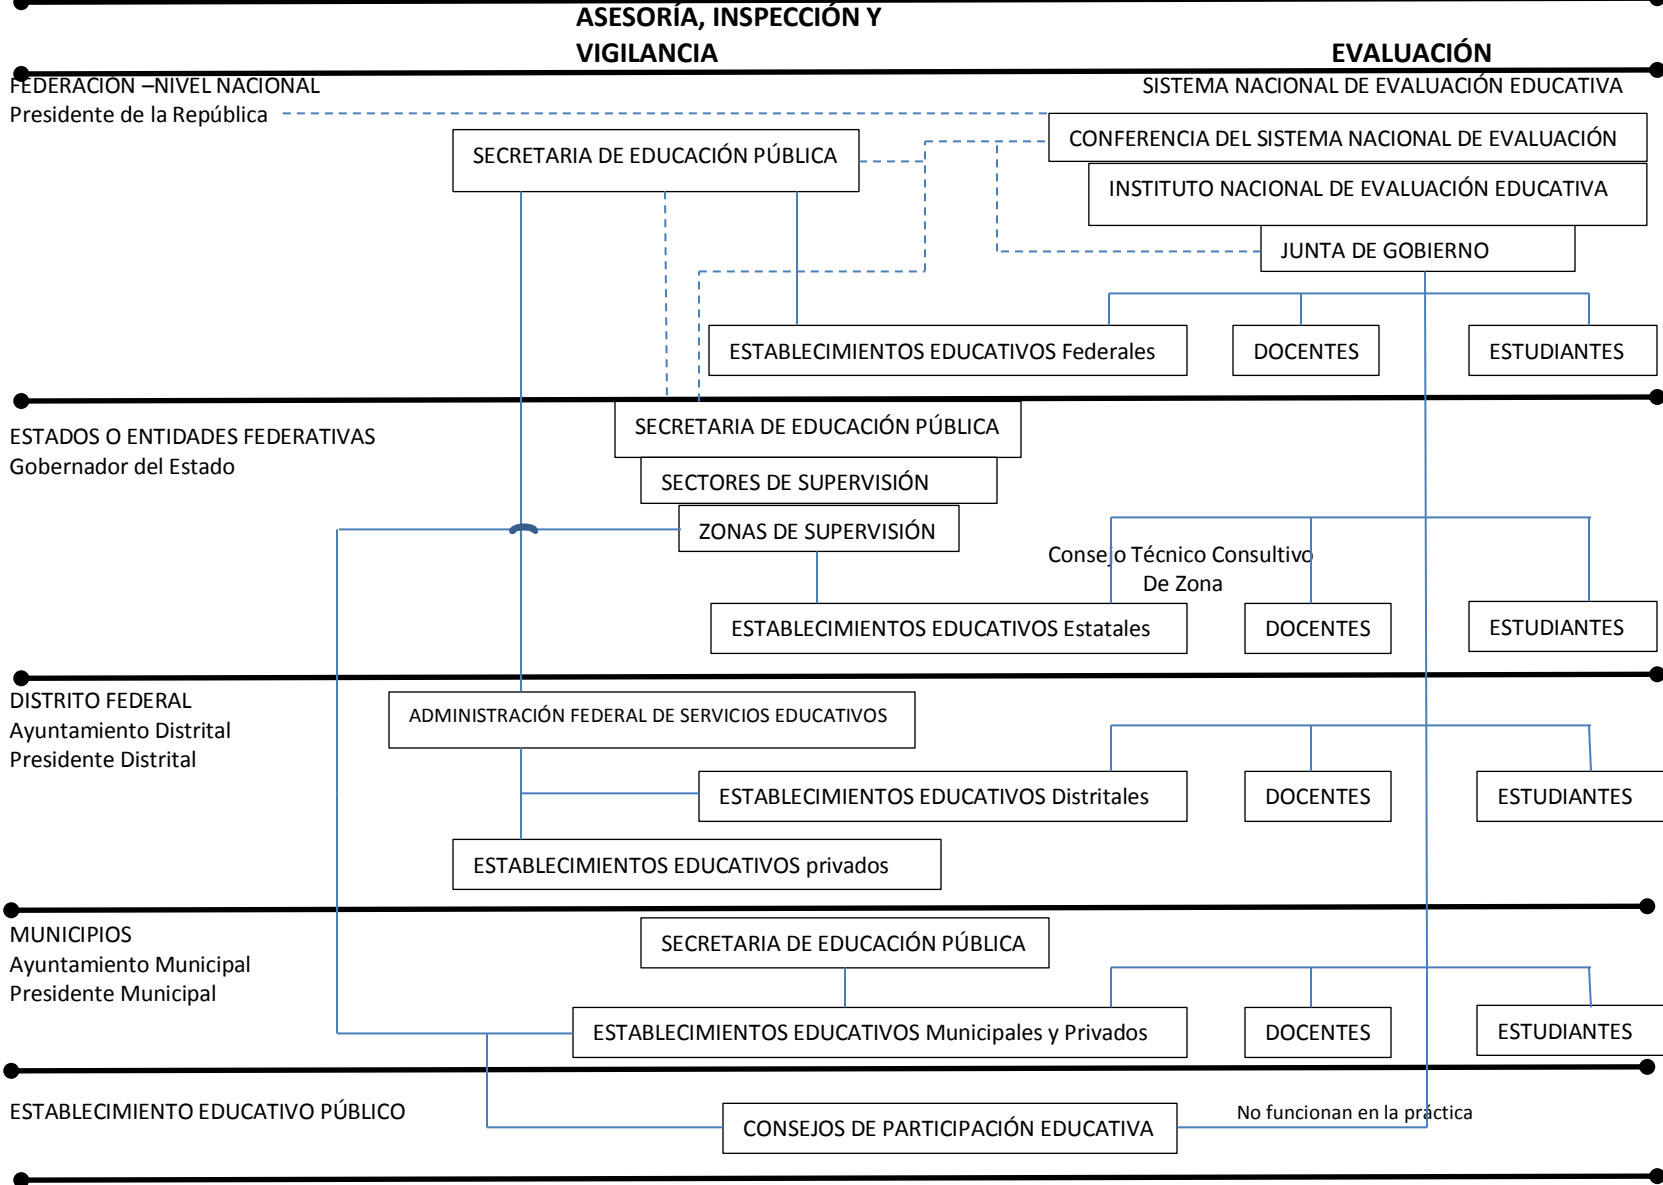 ASESORÍA, INSPECCIÓN Y
VIGILANCIA
EVALUACIÓN
FEDERACIÓN –NIVEL NACIONAL
SISTEMA NACIONAL DE EVALUACIÓN EDUCATIVA
Presidente de la República
CONFERENCIA DEL SISTEMA NACIONAL DE EVALUACIÓN
SECRETARIA DE EDUCACIÓN PÚBLICA
INSTITUTO NACIONAL DE EVALUACIÓN EDUCATIVA
JUNTA DE GOBIERNO
ESTABLECIMIENTOS EDUCATIVOS Federales
DOCENTES
ESTUDIANTES
ESTADOS O ENTIDADES FEDERATIVAS
Gobernador del Estado
SECRETARIA DE EDUCACIÓN PÚBLICA
SECTORES DE SUPERVISIÓN
ZONAS DE SUPERVISIÓN
Consejo Técnico Consultivo
De Zona
ESTABLECIMIENTOS EDUCATIVOS Estatales
DOCENTES
ESTUDIANTES
DISTRITO FEDERAL
Ayuntamiento Distrital
Presidente Distrital
ADMINISTRACIÓN FEDERAL DE SERVICIOS EDUCATIVOS
ESTABLECIMIENTOS EDUCATIVOS Distritales
DOCENTES
ESTUDIANTES
ESTABLECIMIENTOS EDUCATIVOS privados
MUNICIPIOS
Ayuntamiento Municipal
Presidente Municipal
SECRETARIA DE EDUCACIÓN PÚBLICA
ESTABLECIMIENTOS EDUCATIVOS Municipales y Privados
DOCENTES
ESTUDIANTES
ESTABLECIMIENTO EDUCATIVO PÚBLICO
CONSEJOS DE PARTICIPACIÓN EDUCATIVA
No funcionan en la práctica